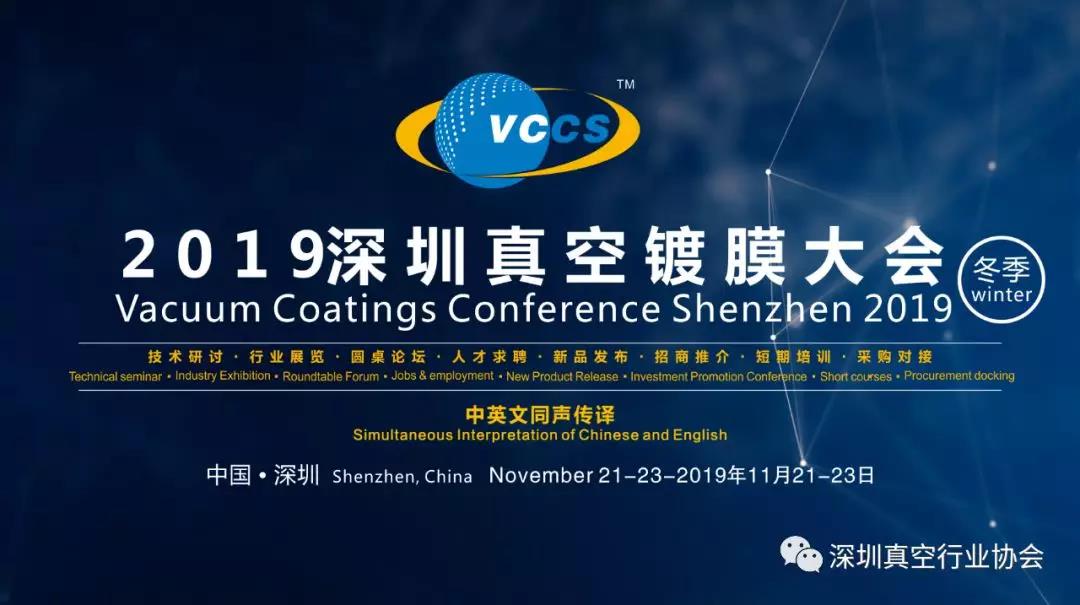 VCCS TM
2019深圳真空镀膜大会
冬季
winter
Vacuum Coatings Conference Shenzhen 2019
技术研讨·行业展览·圆桌论坛·人才求聘·新品发布·招商推介·短期培训·采购对接
Technical seminar • Industry Exhibition • Roundtable Forum • Jobs & employment • New Product Release • Investment Promotion Conference • Short courses • Procurement docking
中英文同声传译
Simultaneous Interpretation of Chinese and English
中国•深圳 Shenzhen, China November 21-23-2019年11月21-23日
深圳真空行业协会